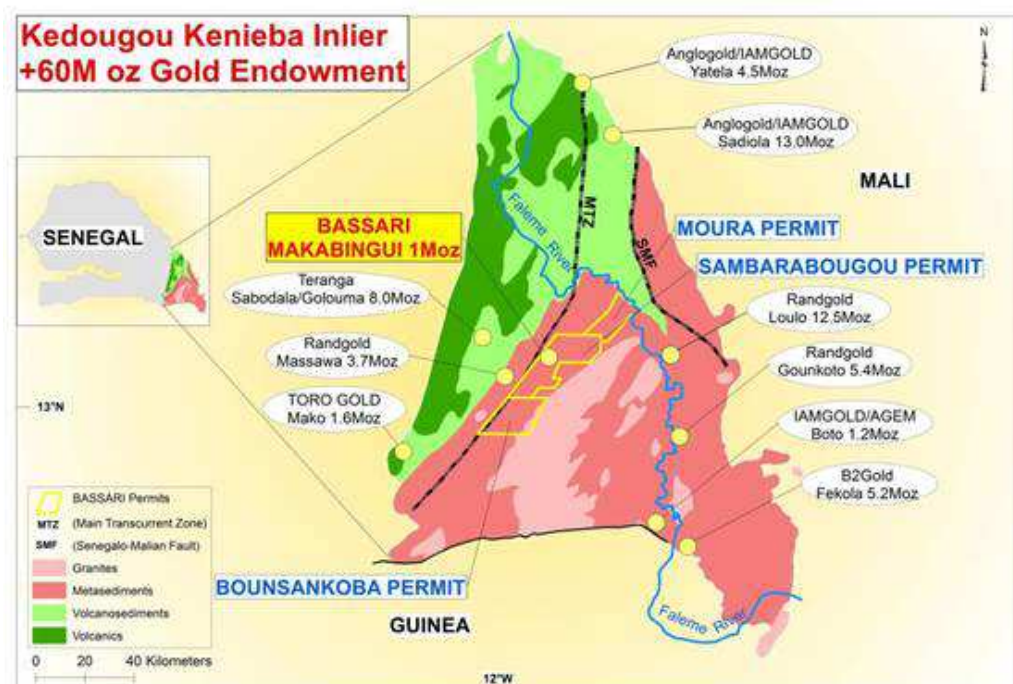 Kedougou Kenieba Inlier
+60M oz Gold Endowment
N
Anglogold/IAMGOLD
Yatela 4.5Moz
Anglogold/IAMGOLD
Sadiola 13.0Moz
MALI
SENEGAL
Faleme River
MTZ
SMF
BASSARI
MAKABINGUI 1Moz
MOURA PERMIT
SAMBARABOUGOU PERMIT
Teranga
Sabodala/Golouma 8.0Moz
Randgold
Loulo 12.5Moz
Randgold
Massawa 3.7Moz
Randgold
Gounkoto 5.4Moz
13°N
TORO GOLD
Mako 1.6Moz
IAMGOLD/AGEM
Boto 1.2Moz
B2Gold
Fekola 5.2Moz
BASSARI Permits
MTZ (Main Transcurrent Zone)
SMF (Senegalo-Malian Fault)
Granites
Metasediments
Volcanosediments
Volcanics
BOUNSANKOBA PERMIT
GUINEA
Faleme River
0 20 40 Kilometers
12°W